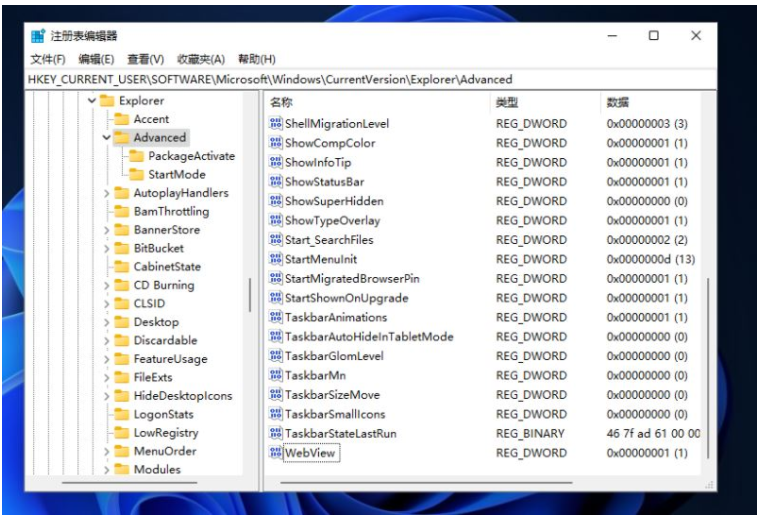 注册表编辑器
文件(F) 编辑(E) 查看(V) 收藏夹(A) 帮助(H)
HKEY_CURRENT_USER\SOFTWARE\Microsoft\Windows\CurrentVersion\Explorer\Advanced
Explorer
Accent
Advanced
PackageActivate
StartMode
AutoplayHandlers
BamThrottling
BannerStore
BitBucket
CabinetState
CD Burning
CLSID
Desktop
Discardable
FeatureUsage
FileExts
HideDesktopIcons
LogonStats
LowRegistry
MenuOrder
Modules
名称 类型 数据
ShellMigrationLevel REG_DWORD 0x00000003 (3)
ShowCompColor REG_DWORD 0x00000001 (1)
ShowInfoTip REG_DWORD 0x00000001 (1)
ShowStatusBar REG_DWORD 0x00000001 (1)
ShowSuperHidden REG_DWORD 0x00000000 (0)
ShowTypeOverlay REG_DWORD 0x00000001 (1)
Start_SearchFiles REG_DWORD 0x00000002 (2)
StartMenuInit REG_DWORD 0x0000000d (13)
StartMigratedBrowserPin REG_DWORD 0x00000001 (1)
StartShownOnUpgrade REG_DWORD 0x00000001 (1)
TaskbarAnimations REG_DWORD 0x00000001 (1)
TaskbarAutoHideInTabletMode REG_DWORD 0x00000000 (0)
TaskbarGlomLevel REG_DWORD 0x00000000 (0)
TaskbarMn REG_DWORD 0x00000000 (0)
TaskbarSizeMove REG_DWORD 0x00000000 (0)
TaskbarSmallIcons REG_DWORD 0x00000000 (0)
TaskbarStateLastRun REG_BINARY 46 7f ad 61 00 00
WebView REG_DWORD 0x00000001 (1)